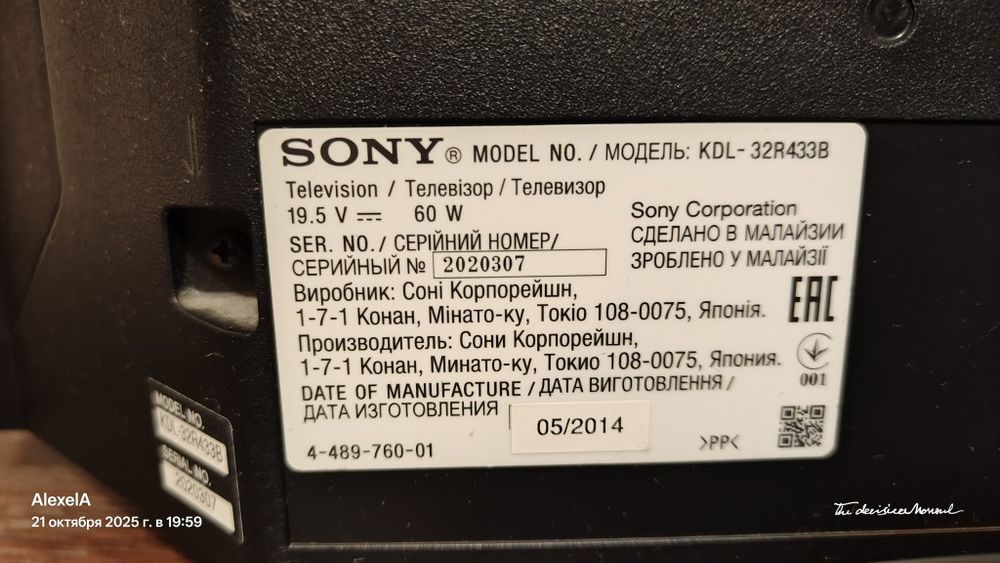 SONY® MODEL NO. / МОДЕЛЬ: KDL-32R433B
Television / Телевізор / Телевизор
19.5 V ⎓ 60 W
SER. NO./ СЕРІЙНИЙ НОМЕР/
СЕРИЙНЫЙ № 2020307
Sony Corporation
СДЕЛАНО В МАЛАЙЗИИ
ЗРОБЛЕНО У МАЛАЙЗІЇ
Виробник: Соні Корпорейшн,
1-7-1 Конан, Мінато-ку, Токіо 108-0075, Японія.
Производитель: Сони Корпорейшн,
1-7-1 Конан, Минато-ку, Токио 108-0075, Япония.
EAC
001
DATE OF MANUFACTURE / ДАТА ВИГОТОВЛЕННЯ /
ДАТА ИЗГОТОВЛЕНИЯ 05/2014
4-489-760-01
>PP<
MODEL NO.
KDL-32R433B
SERIAL NO.
2020307
AlexeIA
21 октября 2025 г. в 19:59